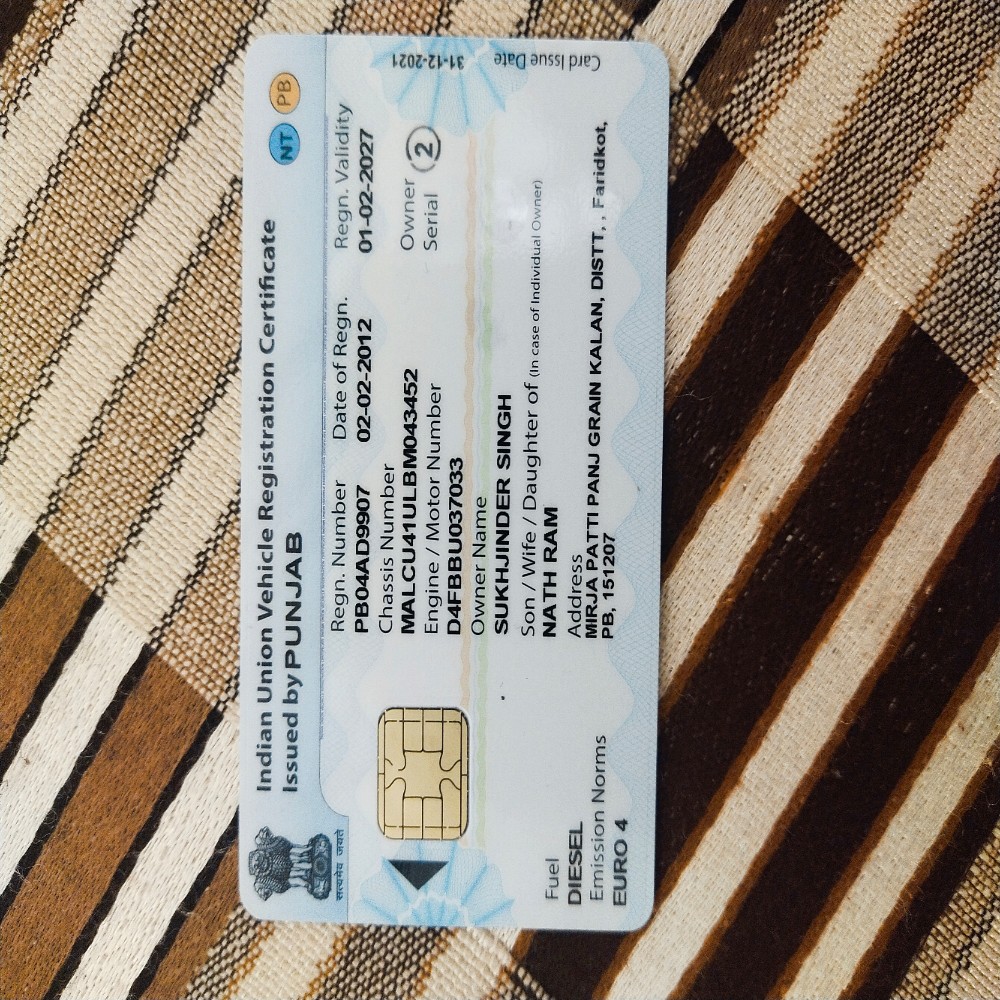 Indian Union Vehicle Registration Certificate
Issued by PUNJAB
NT PB
सत्यमेव जयते
Regn. Number Date of Regn. Regn. Validity
PB04AD9907 02-02-2012 01-02-2027
Chassis Number
MALCU41ULBM043452
Engine / Motor Number
D4FBBU037033
Owner Serial 2
Owner Name
SUKHJINDER SINGH
Son / Wife / Daughter of (In case of Individual Owner)
NATH RAM
Address
MIRJA PATTI PANJ GRAIN KALAN, DISTT, , Faridkot,
PB, 151207
Fuel
DIESEL
Emission Norms
EURO 4
Card Issue Date
31-12-2021